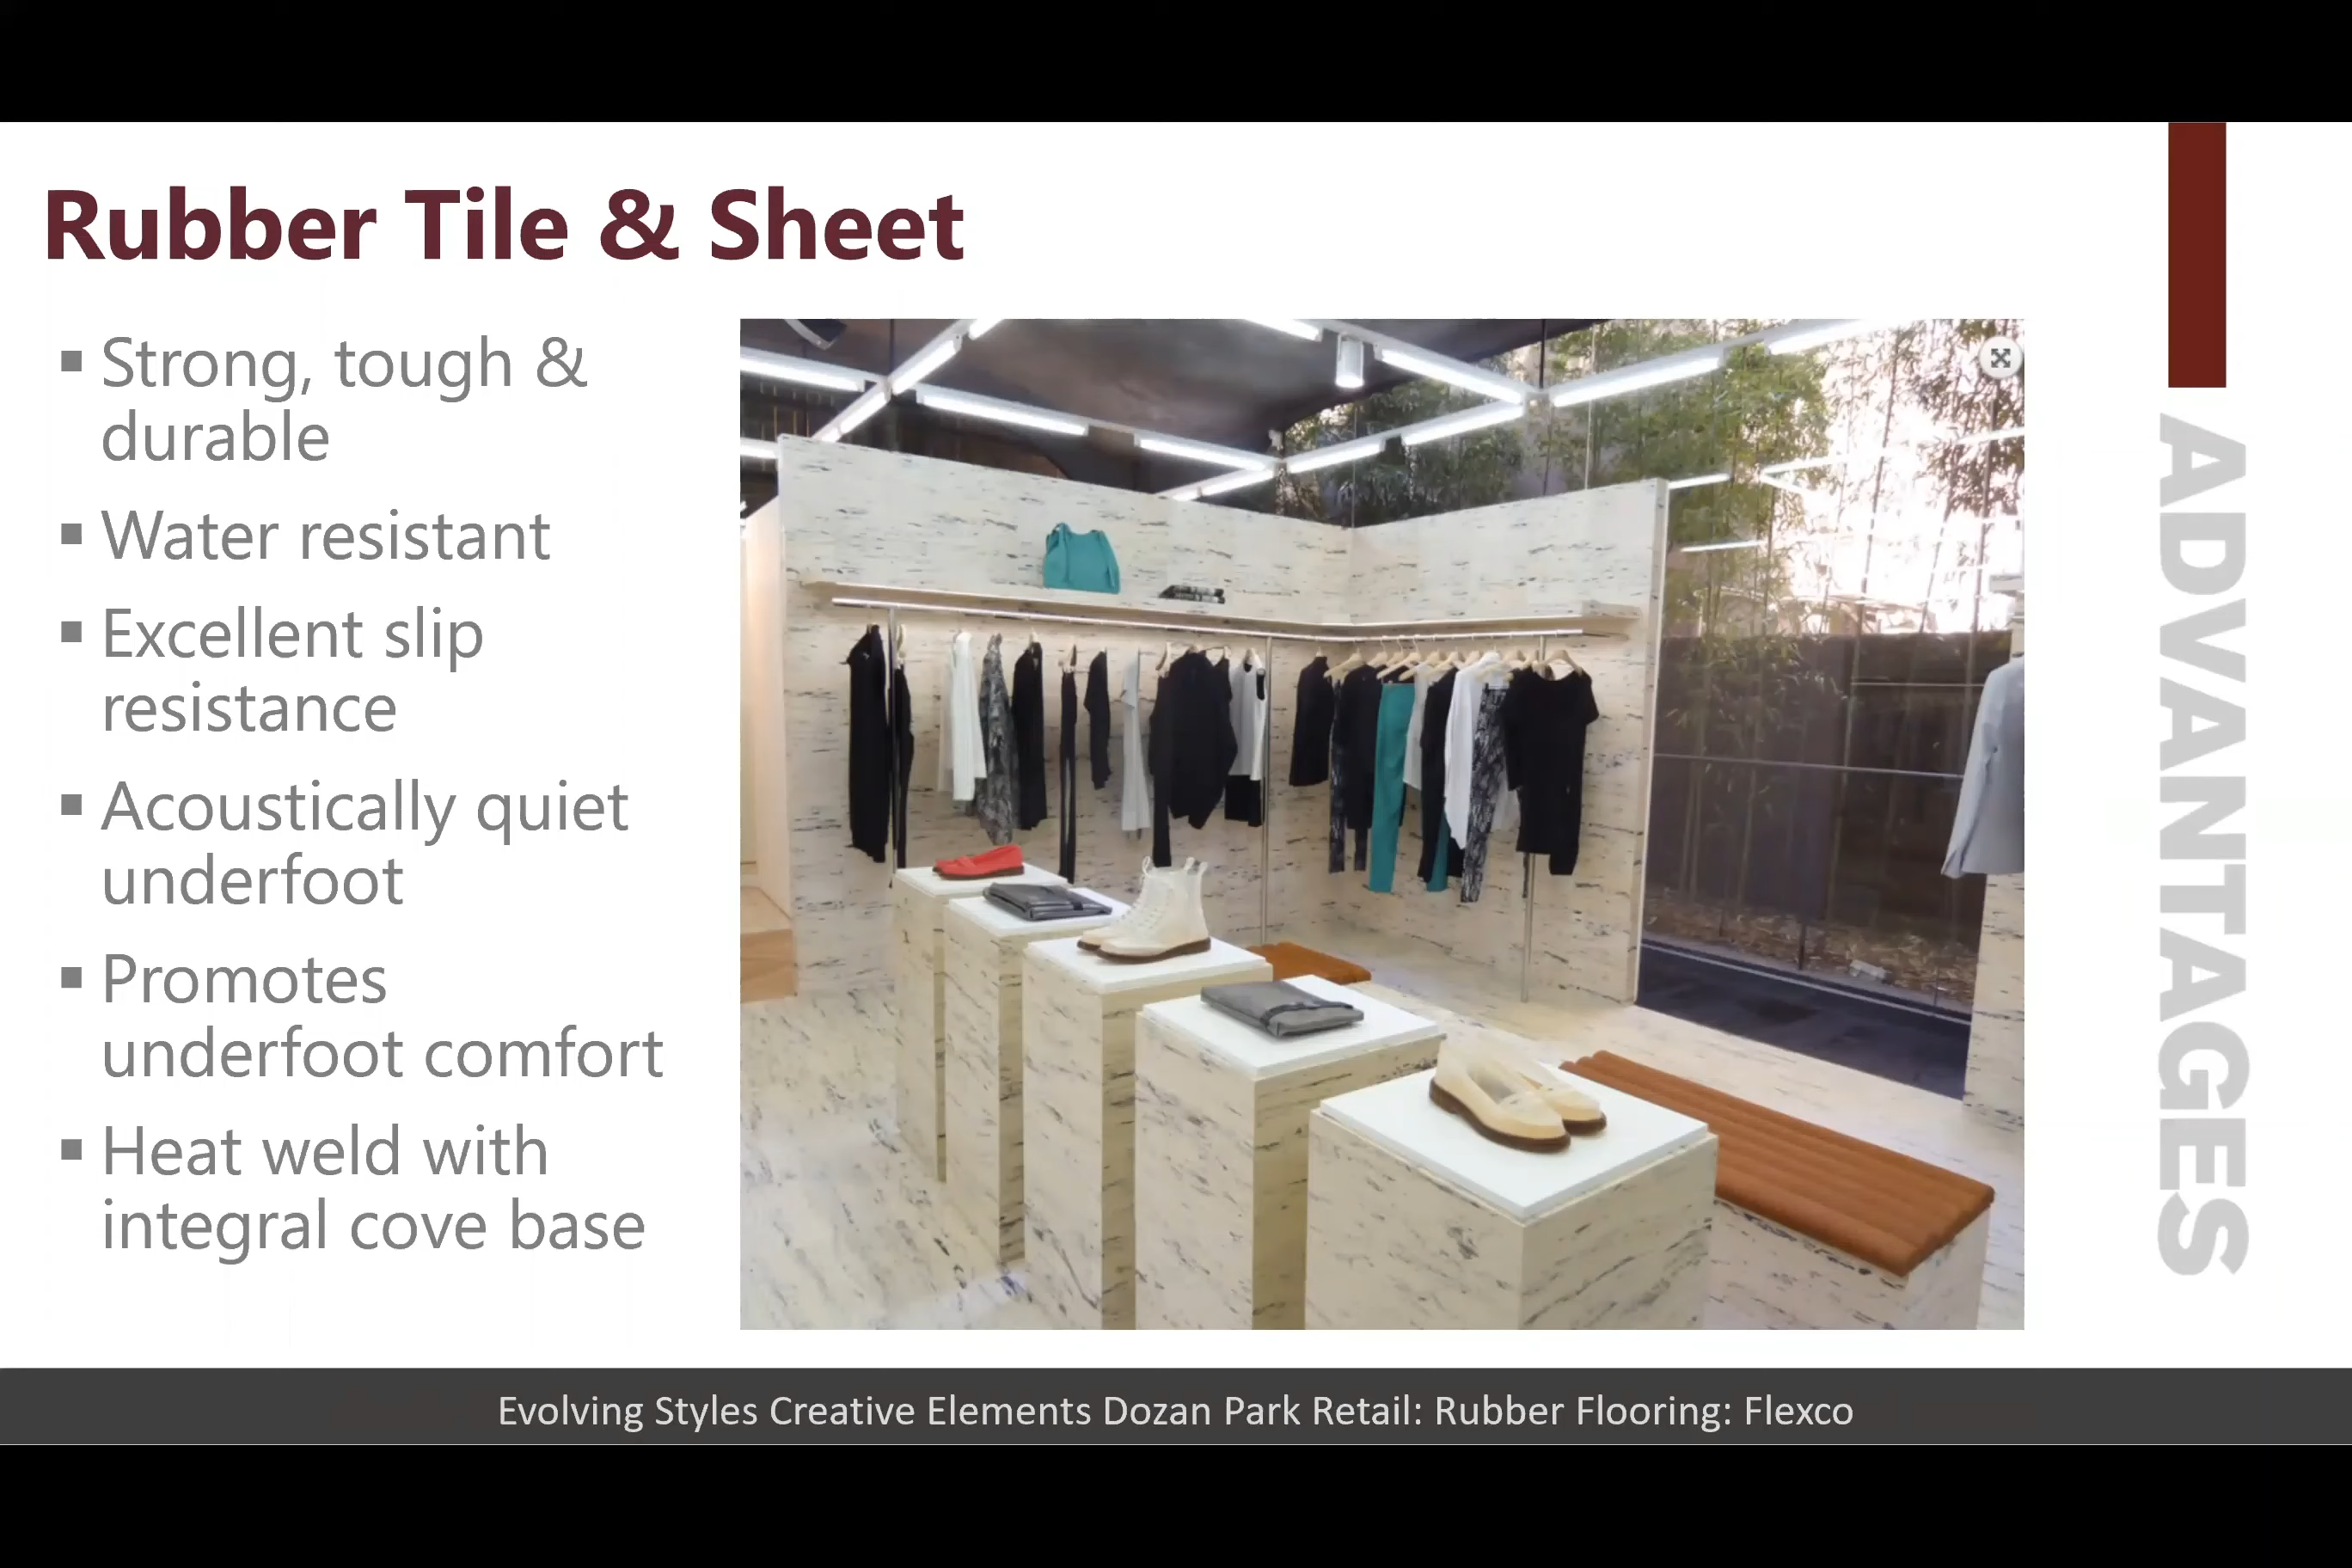 Rubber Tile & Sheet
▪ Strong, tough &
durable
▪ Water resistant
▪ Excellent slip
resistance
▪ Acoustically quiet
underfoot
▪ Promotes
underfoot comfort
▪ Heat weld with
integral cove base
ADVANTAGES
Evolving Styles Creative Elements Dozan Park Retail: Rubber Flooring: Flexco